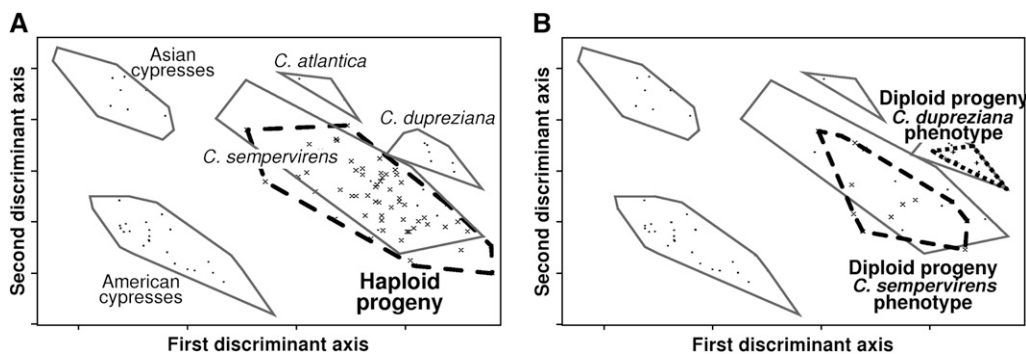 A
Asian
cypresses
C. atlantica
C. dupreziana
C. sempervirens
American
cypresses
Haploid
progeny
Second discriminant axis
First discriminant axis
B
Diploid progeny
C. dupreziana
phenotype
Diploid progeny
C. sempervirens
phenotype
Second discriminant axis
First discriminant axis